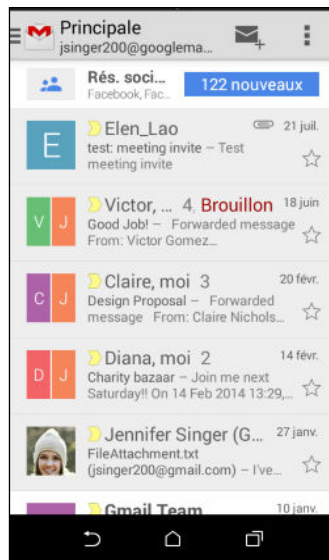 Principale
jsinger200@googlema...
Rés. soci...
Facebook, Fac...
122 nouveaux
E
Elen_Lao
21 juil.
test: meeting invite – Test
meeting invite
V J
Victor, ... 4, Brouillon
18 juin
Good Job! – Forwarded message
From: Victor Gomez...
C J
Claire, moi 3
20 févr.
Design Proposal – Forwarded
message From: Claire Nichols...
D J
Diana, moi 2
14 févr.
Charity bazaar – Join me next
Saturday!! On 14 Feb 2014 13:29,...
Jennifer Singer (G...
27 janv.
FileAttachment.txt
(jsinger200@gmail.com) – I've...
Gmail Team
10 janv.